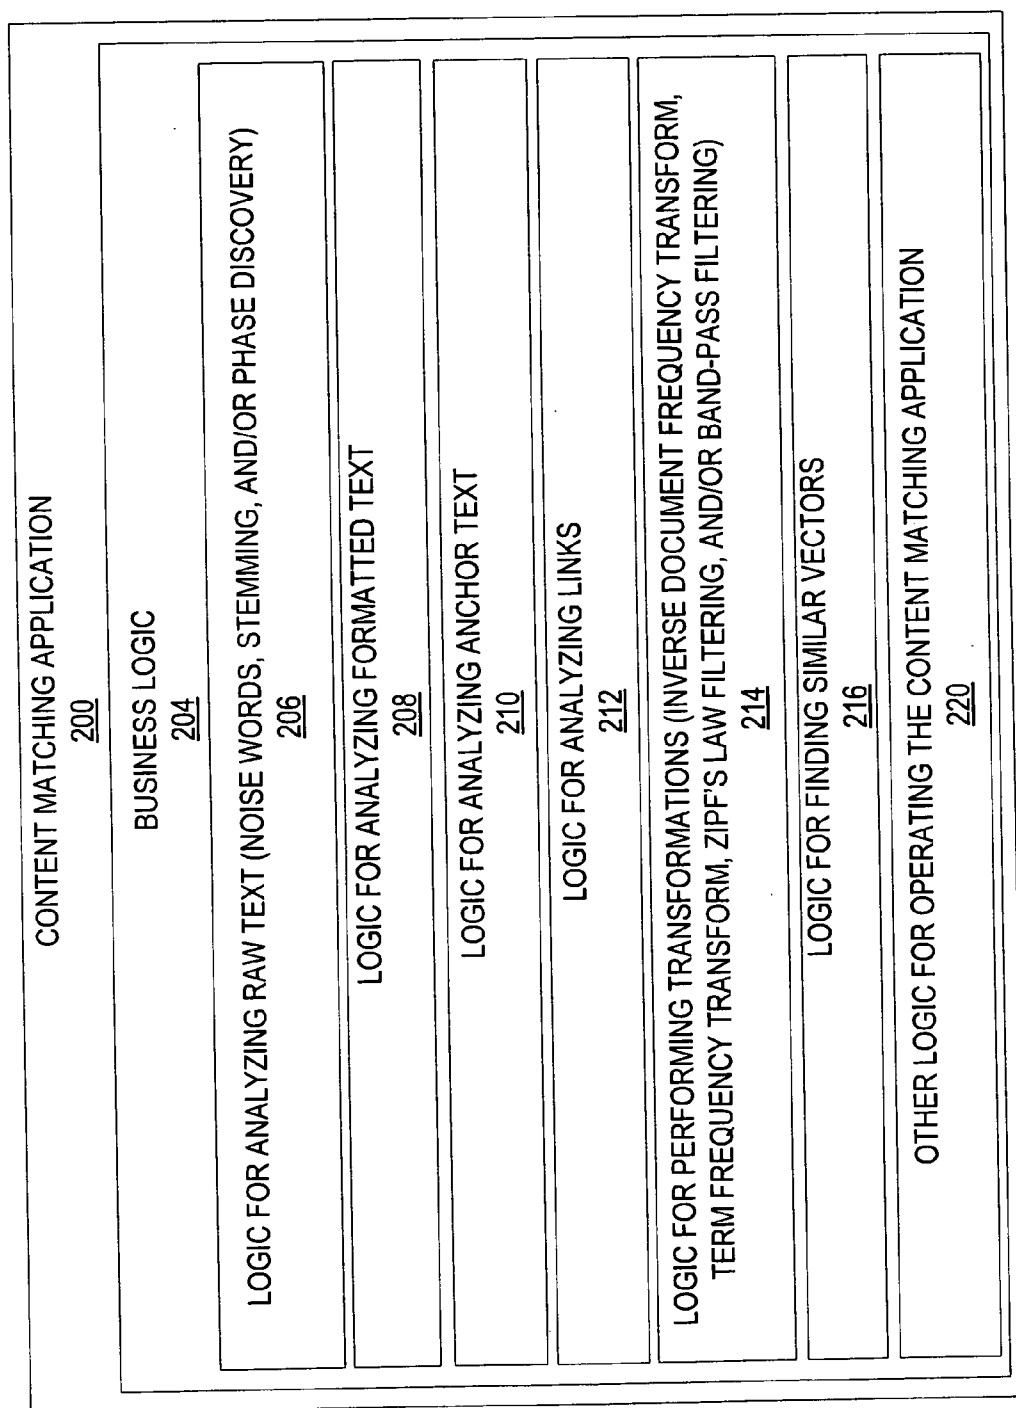 CONTENT MATCHING APPLICATION
200
BUSINESS LOGIC
204
LOGIC FOR ANALYZING RAW TEXT (NOISE WORDS, STEMMING, AND/OR PHASE DISCOVERY)
206
LOGIC FOR ANALYZING FORMATTED TEXT
208
LOGIC FOR ANALYZING ANCHOR TEXT
210
LOGIC FOR ANALYZING LINKS
212
LOGIC FOR PERFORMING TRANSFORMATIONS (INVERSE DOCUMENT FREQUENCY TRANSFORM,
TERM FREQUENCY TRANSFORM, ZIPF'S LAW FILTERING, AND/OR BAND-PASS FILTERING)
214
LOGIC FOR FINDING SIMILAR VECTORS
216
OTHER LOGIC FOR OPERATING THE CONTENT MATCHING APPLICATION
220